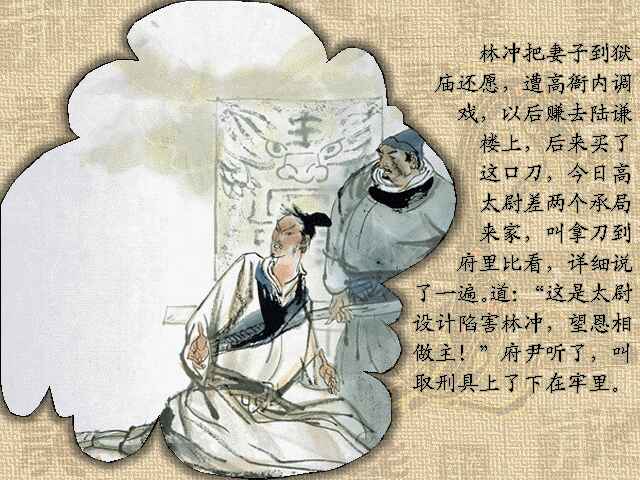 林冲把妻子到狱
庙还愿，遭高衙内调
戏，以后赚去陆谦
楼上，后来买了
这口刀，今日高
太尉差两个承局
来家，叫拿刀到
府里比看，详细说
了一遍。道：“这是太尉
设计陷害林冲，望恩相
做主！”府尹听了，叫
取刑具上了下在牢里。